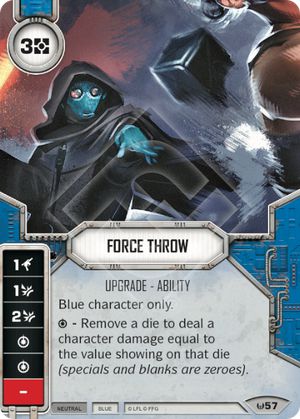 3
FORCE THROW
UPGRADE - ABILITY
Blue character only.
- Remove a die to deal a
character damage equal to
the value showing on that die
(specials and blanks are zeroes).
1
1
2
-
NEUTRAL
BLUE
© LFL © FFG
57